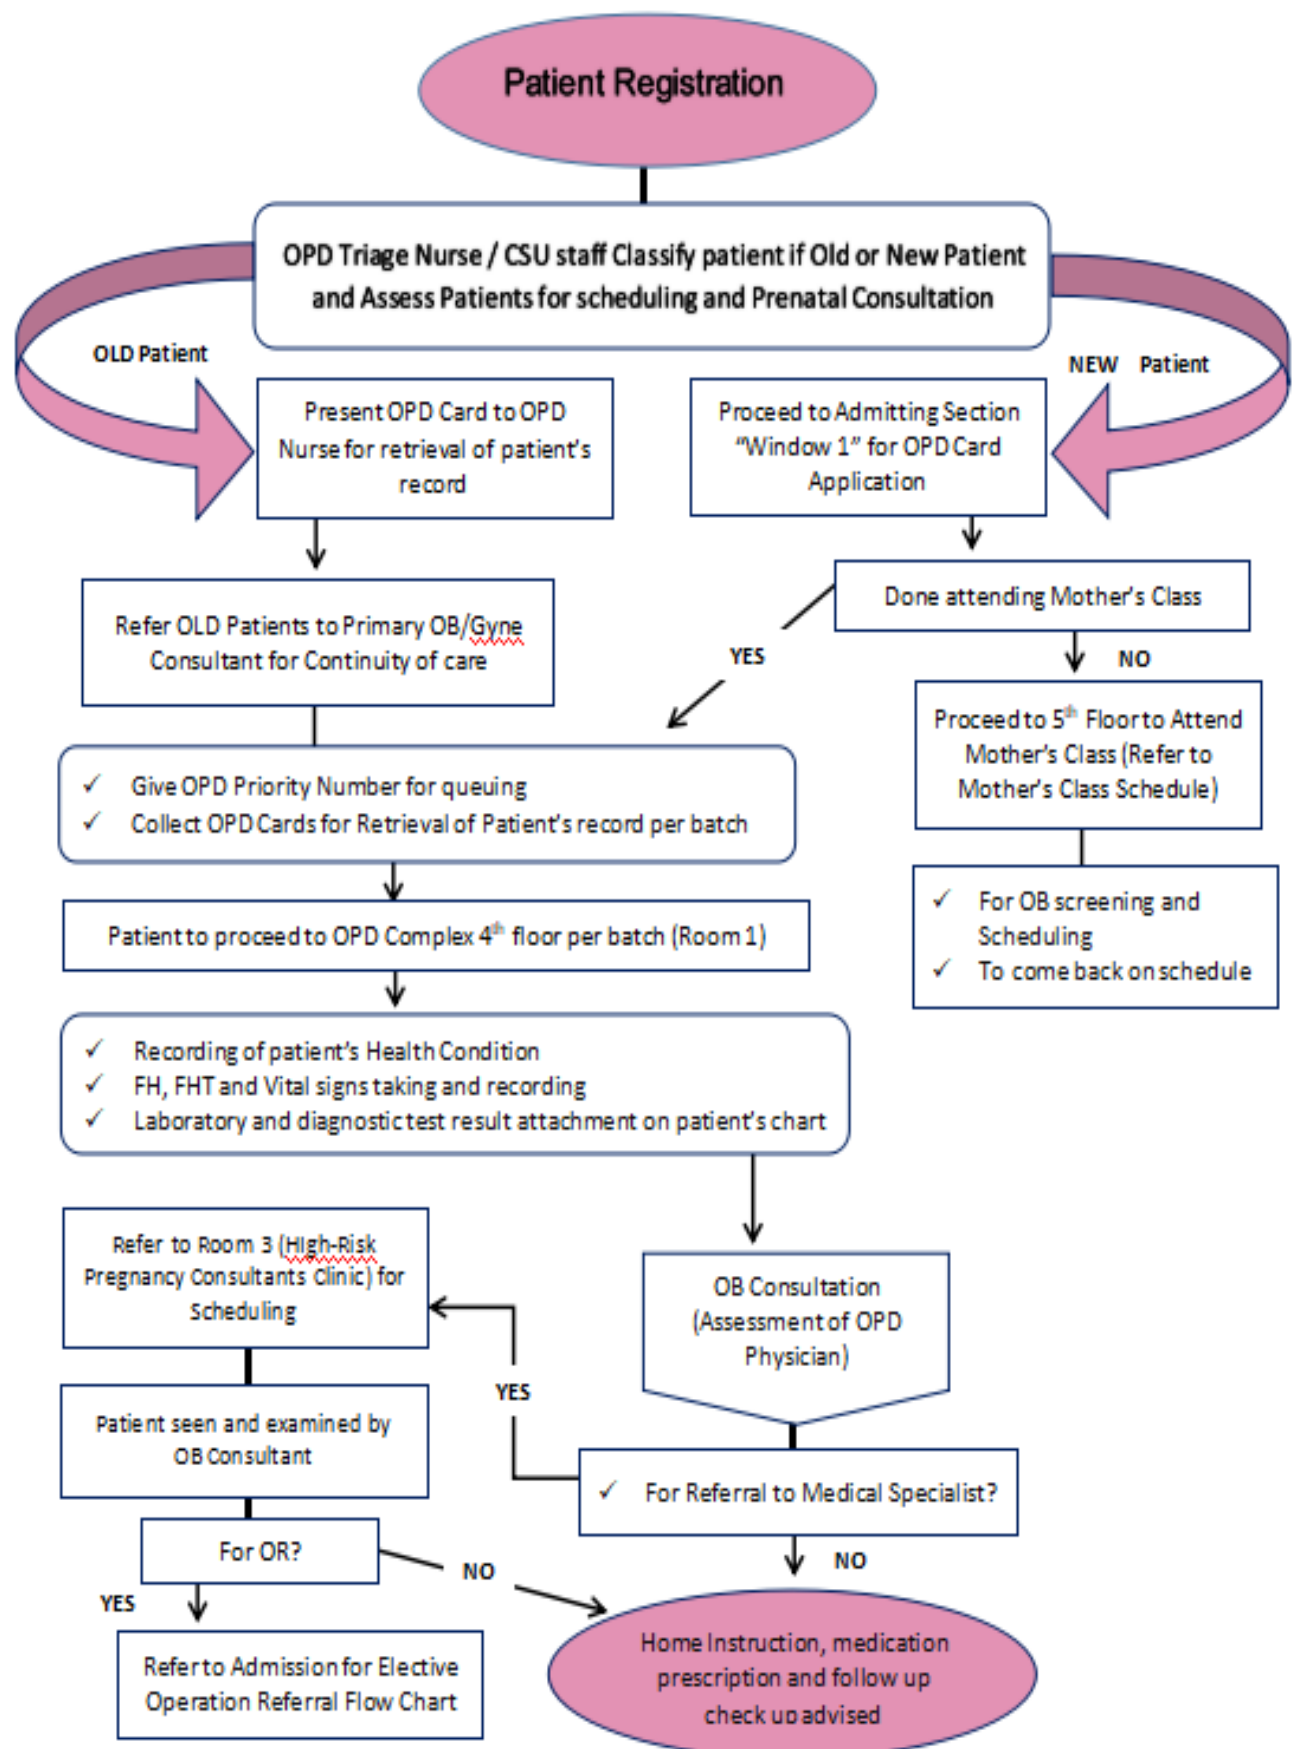 Patient Registration
OPD Triage Nurse / CSU staff Classify patient if Old or New Patient
and Assess Patients for scheduling and Prenatal Consultation
OLD Patient
NEW Patient
Present OPD Card to OPD
Nurse for retrieval of patient's
record
Proceed to Admitting Section
“Window 1” for OPD Card
Application
Refer OLD Patients to Primary OB/Gyne
Consultant for Continuity of care
Done attending Mother's Class
YES
NO
Proceed to 5th Floor to Attend
Mother's Class (Refer to
Mother's Class Schedule)
✓ Give OPD Priority Number for queuing
✓ Collect OPD Cards for Retrieval of Patient's record per batch
✓ For OB screening and
Scheduling
✓ To come back on schedule
Patient to proceed to OPD Complex 4th floor per batch (Room 1)
✓ Recording of patient's Health Condition
✓ FH, FHT and Vital signs taking and recording
✓ Laboratory and diagnostic test result attachment on patient's chart
Refer to Room 3 (High-Risk
Pregnancy Consultants Clinic) for
Scheduling
OB Consultation
(Assessment of OPD
Physician)
YES
Patient seen and examined by
OB Consultant
✓ For Referral to Medical Specialist?
For OR?
NO
NO
YES
Refer to Admission for Elective
Operation Referral Flow Chart
Home Instruction, medication
prescription and follow up
check up advised